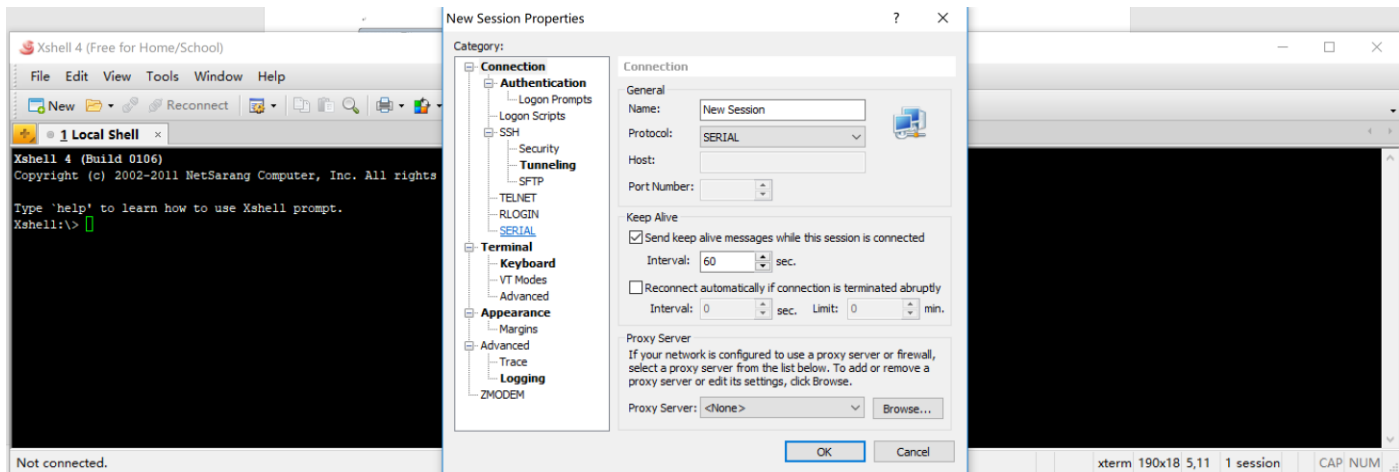 New Session Properties
? ×
Xshell 4 (Free for Home/School)
File Edit View Tools Window Help
New Reconnect
1 Local Shell ×
Xshell 4 (Build 0106)
Copyright (c) 2002-2011 NetSarang Computer, Inc. All rights
Type `help' to learn how to use Xshell prompt.
Xshell:\>
Category:
Connection
Authentication
Logon Prompts
Logon Scripts
SSH
Security
Tunneling
SFTP
TELNET
RLOGIN
SERIAL
Terminal
Keyboard
VT Modes
Advanced
Appearance
Margins
Advanced
Trace
Logging
ZMODEM
Connection
General
Name: New Session
Protocol: SERIAL
Host:
Port Number:
Keep Alive
Send keep alive messages while this session is connected
Interval: 60 sec.
Reconnect automatically if connection is terminated abruptly
Interval: 0 sec. Limit: 0 min.
Proxy Server
If your network is configured to use a proxy server or firewall,
select a proxy server from the list below. To add or remove a
proxy server or edit its settings, click Browse.
Proxy Server: <None> Browse...
OK Cancel
Not connected.
xterm 190x18 5,11 1 session CAP NUM